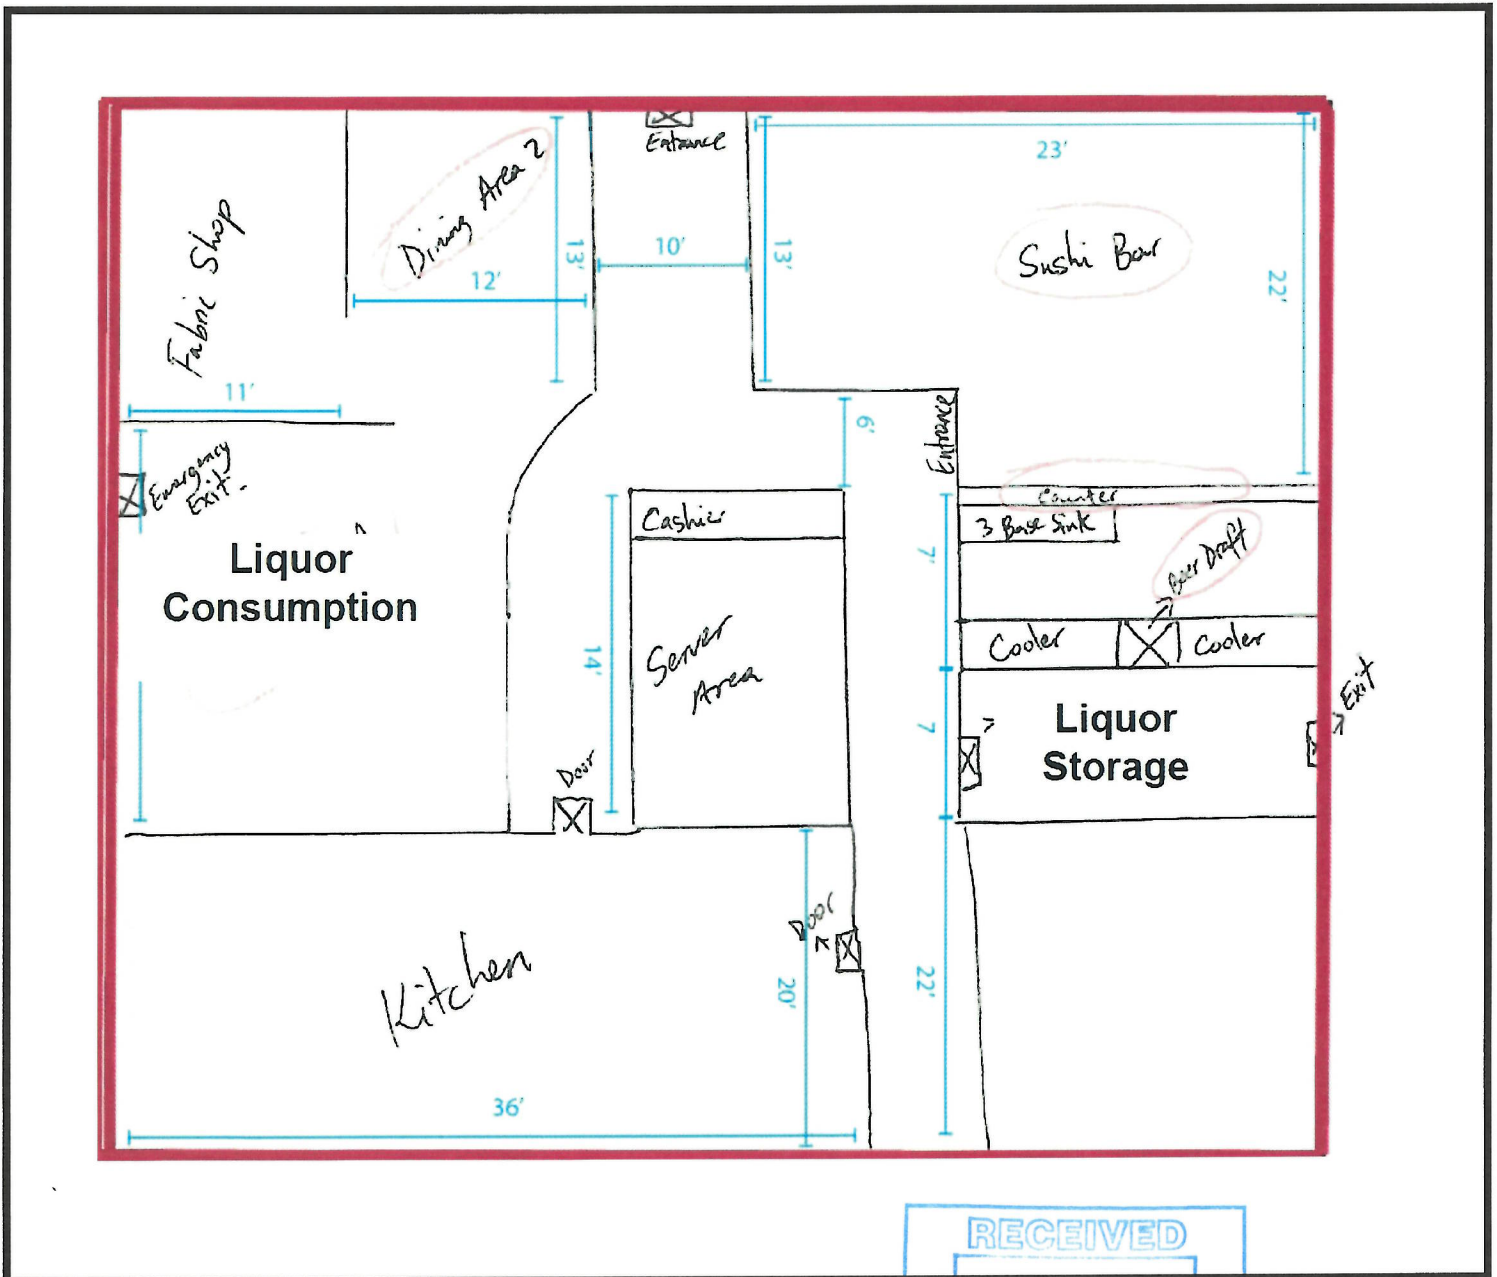 Entrance
23'
Dining Area 2
13'
10'
13'
Sushi Bar
22'
12'
Fabric Shop
11'
6'
Entrance
Emergency
Exit
Counter
Cashier
3 Base Sink
7'
Beer Draft
Liquor
Consumption
14'
Server
Area
Cooler
Cooler
Exit
7
Liquor
Storage
Door
Door
Kitchen
20'
22'
36'
RECEIVED